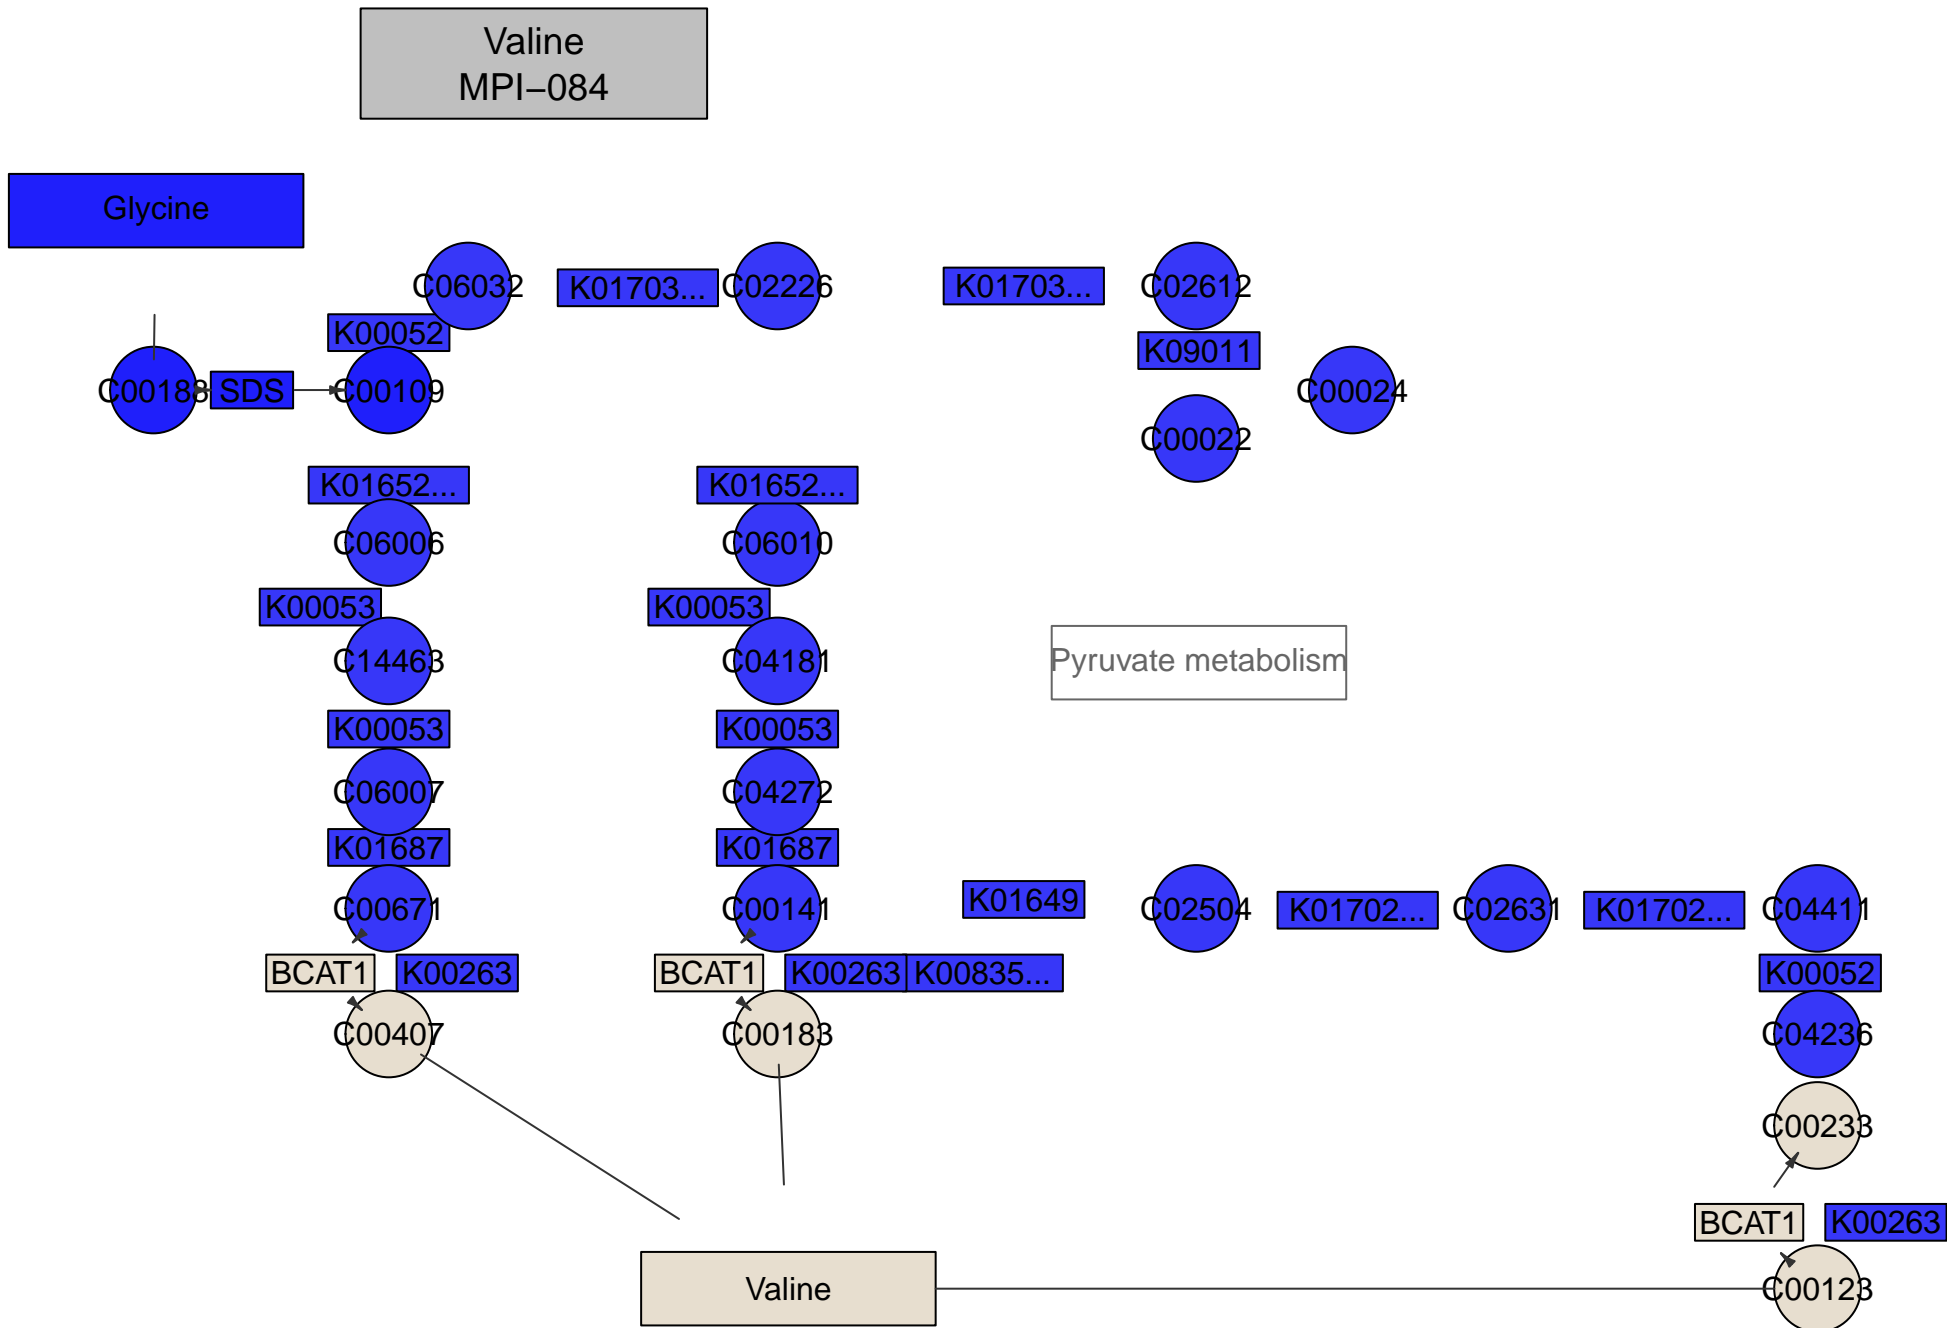 Valine
MPI−084
Glycine
C06032
K01703...
C02226
K01703...
C02612
K00052
K09011
C00188
SDS
C00109
C00024
C00022
K01652...
K01652...
C06006
C06010
K00053
K00053
C14463
C04181
Pyruvate metabolism
K00053
K00053
C06007
C04272
K01687
K01687
C00671
C00141
K01649
C02504
K01702...
C02631
K01702...
C04411
BCAT1
K00263
BCAT1
K00263
K00835...
K00052
C00407
C00183
C04236
C00233
BCAT1
K00263
Valine
C00123